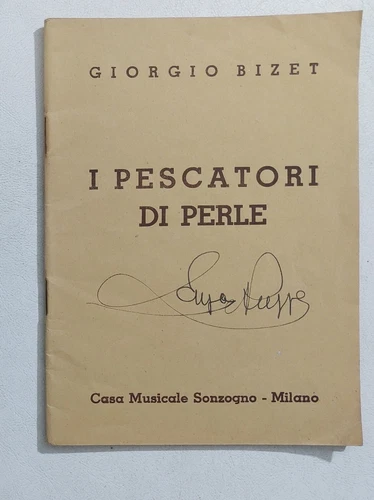 GIORGIO BIZET
I PESCATORI
DI PERLE
Casa Musicale Sonzogno - Milano